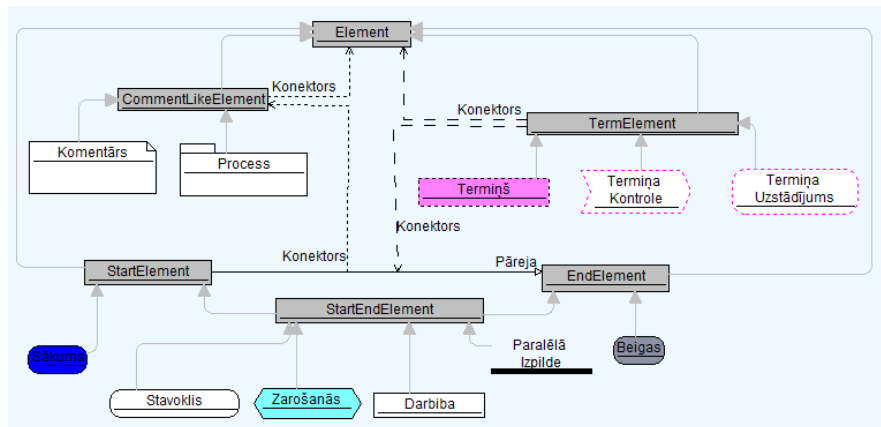 Element
Konektors
CommentLikeElement
Konektors
TermElement
Komentārs
Process
Termiņš
Termiņa
Kontrole
Termiņa
Uzstādījums
Konektors
Konektors
Pāreja
StartElement
EndElement
StartEndElement
Sākums
Paralēlā
Izpilde
Beigas
Stavoklis
Zarošanās
Darbiba